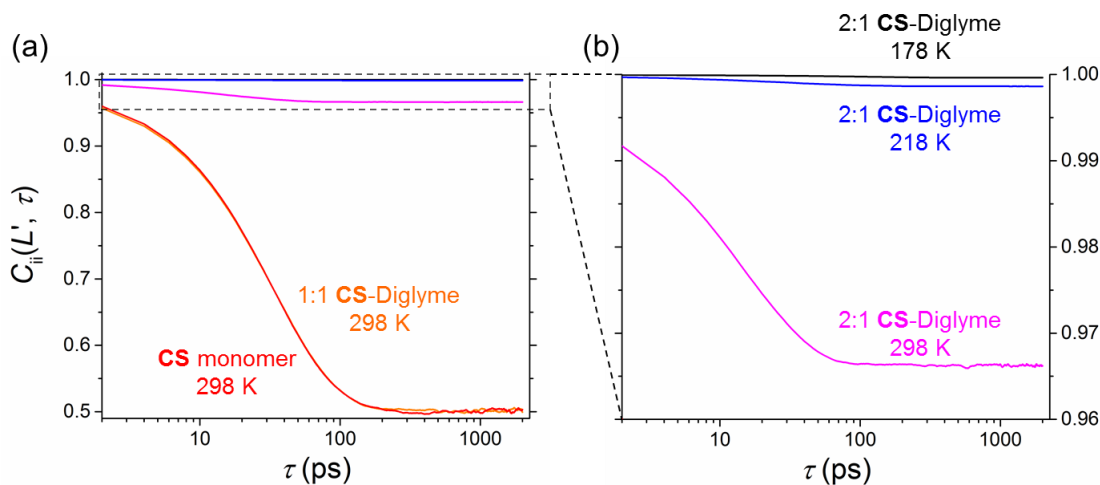 (a)
1.0
0.9
0.8
0.7
0.6
0.5
C_ii(L', τ)
10
100
1000
τ (ps)
1:1 CS-Diglyme
298 K
CS monomer
298 K
(b)
2:1 CS-Diglyme
178 K
2:1 CS-Diglyme
218 K
2:1 CS-Diglyme
298 K
1.00
0.99
0.98
0.97
0.96
10
100
1000
τ (ps)